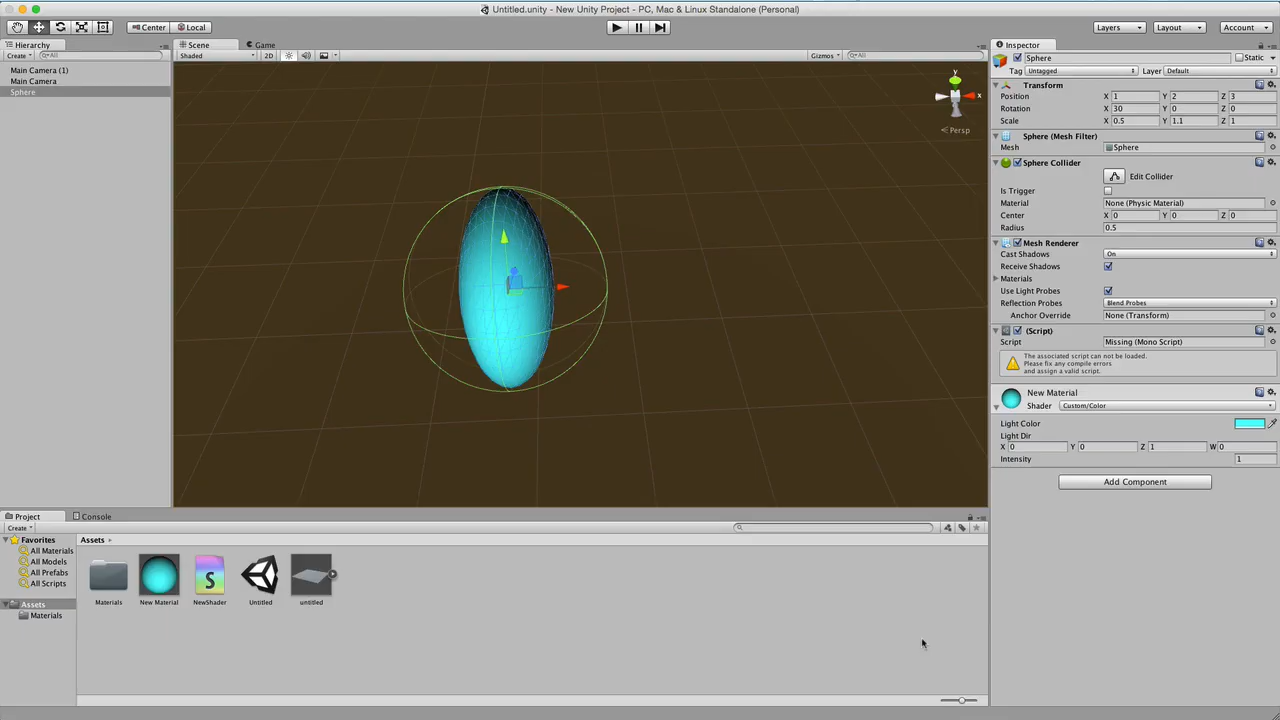 Untitled.unity - New Unity Project - PC, Mac & Linux Standalone (Personal)
Center Local Layers Layout Account
Hierarchy
Create All
Main Camera (1)
Main Camera
Sphere
Scene Game
Shaded 2D Gizmos All
y
x
Persp
Inspector
Sphere Static
Tag Untagged Layer Default
Transform
Position X 1 Y 2 Z 3
Rotation X 30 Y 0 Z 0
Scale X 0.5 Y 1.1 Z 1
Sphere (Mesh Filter)
Mesh Sphere
Sphere Collider
Edit Collider
Is Trigger
Material None (Physic Material)
Center X 0 Y 0 Z 0
Radius 0.5
Mesh Renderer
Cast Shadows On
Receive Shadows
Materials
Use Light Probes
Reflection Probes Blend Probes
Anchor Override None (Transform)
(Script)
Script Missing (Mono Script)
The associated script can not be loaded.
Please fix any compile errors
and assign a valid script.
New Material
Shader Custom/Color
Light Color
Light Dir
X 0 Y 0 Z 1 W 0
Intensity 1
Add Component
Project Console
Create
Favorites
All Materials
All Models
All Prefabs
All Scripts
Assets
Materials
Assets
S
Materials New Material NewShader Untitled untitled